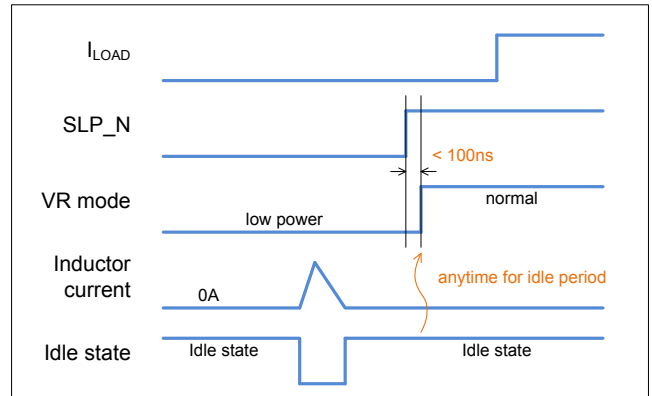 I_LOAD
SLP_N
< 100ns
VR mode
low power
normal
Inductor
current
0A
anytime for idle period
Idle state
Idle state
Idle state